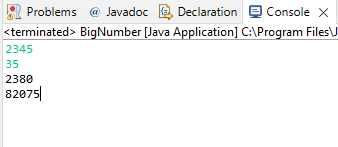 Problems @ Javadoc Declaration Console
<terminated> BigNumber [Java Application] C:\Program Files\J
2345
35
2380
82075